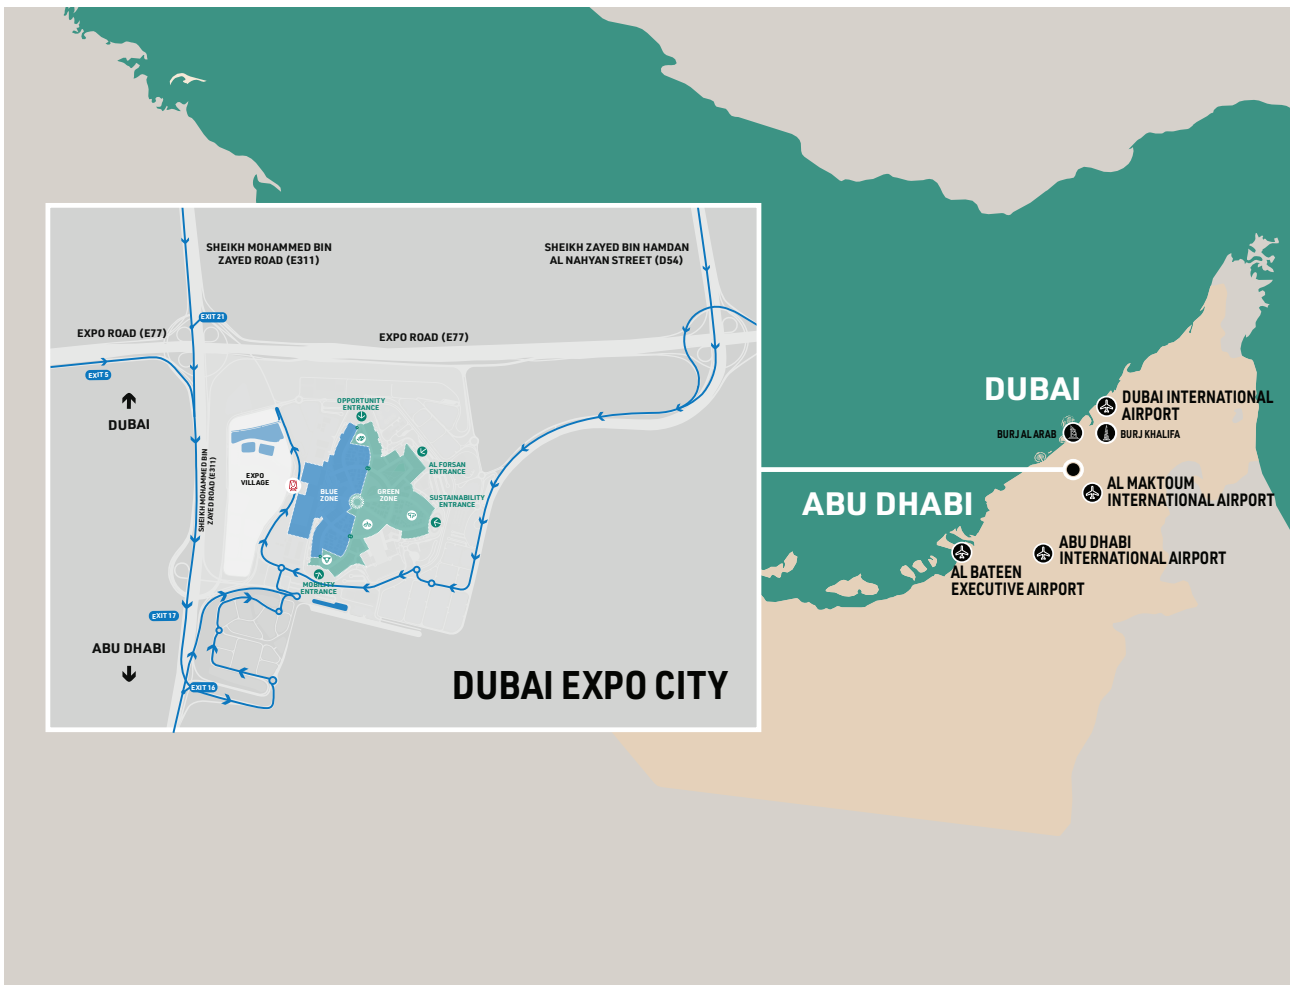 SHEIKH MOHAMMED BIN
ZAYED ROAD (E311)
SHEIKH ZAYED BIN HAMDAN
AL NAHYAN STREET (D54)
EXIT 21
EXPO ROAD (E77)
EXPO ROAD (E77)
EXIT 5
DUBAI
OPPORTUNITY
ENTRANCE
AL FORSAN
ENTRANCE
EXPO
VILLAGE
BLUE
ZONE
GREEN
ZONE
SUSTAINABILITY
ENTRANCE
SHEIKH MOHAMMED BIN
ZAYED ROAD (E311)
MOBILITY
ENTRANCE
EXIT 17
ABU DHABI
EXIT 16
DUBAI EXPO CITY
DUBAI
DUBAI INTERNATIONAL
AIRPORT
BURJ AL ARAB
BURJ KHALIFA
ABU DHABI
AL MAKTOUM
INTERNATIONAL AIRPORT
ABU DHABI
INTERNATIONAL AIRPORT
AL BATEEN
EXECUTIVE AIRPORT